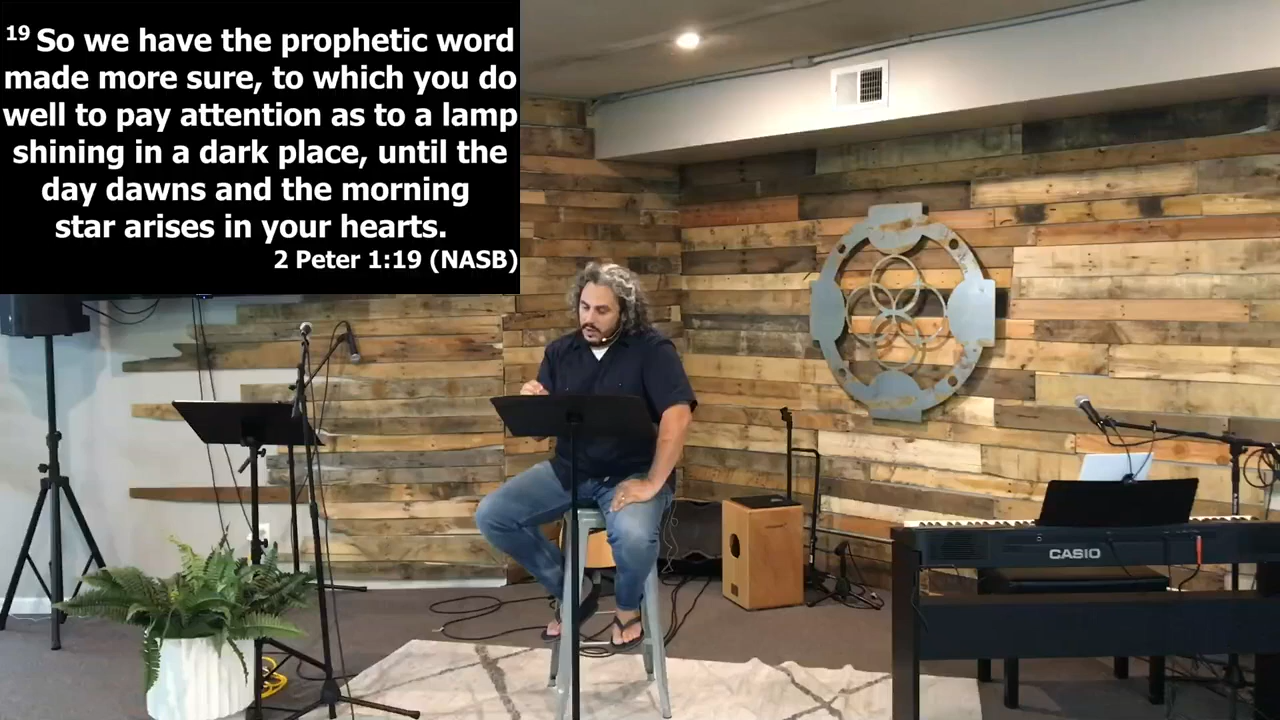 19 So we have the prophetic word
made more sure, to which you do
well to pay attention as to a lamp
shining in a dark place, until the
day dawns and the morning
star arises in your hearts.
2 Peter 1:19 (NASB)
CASIO